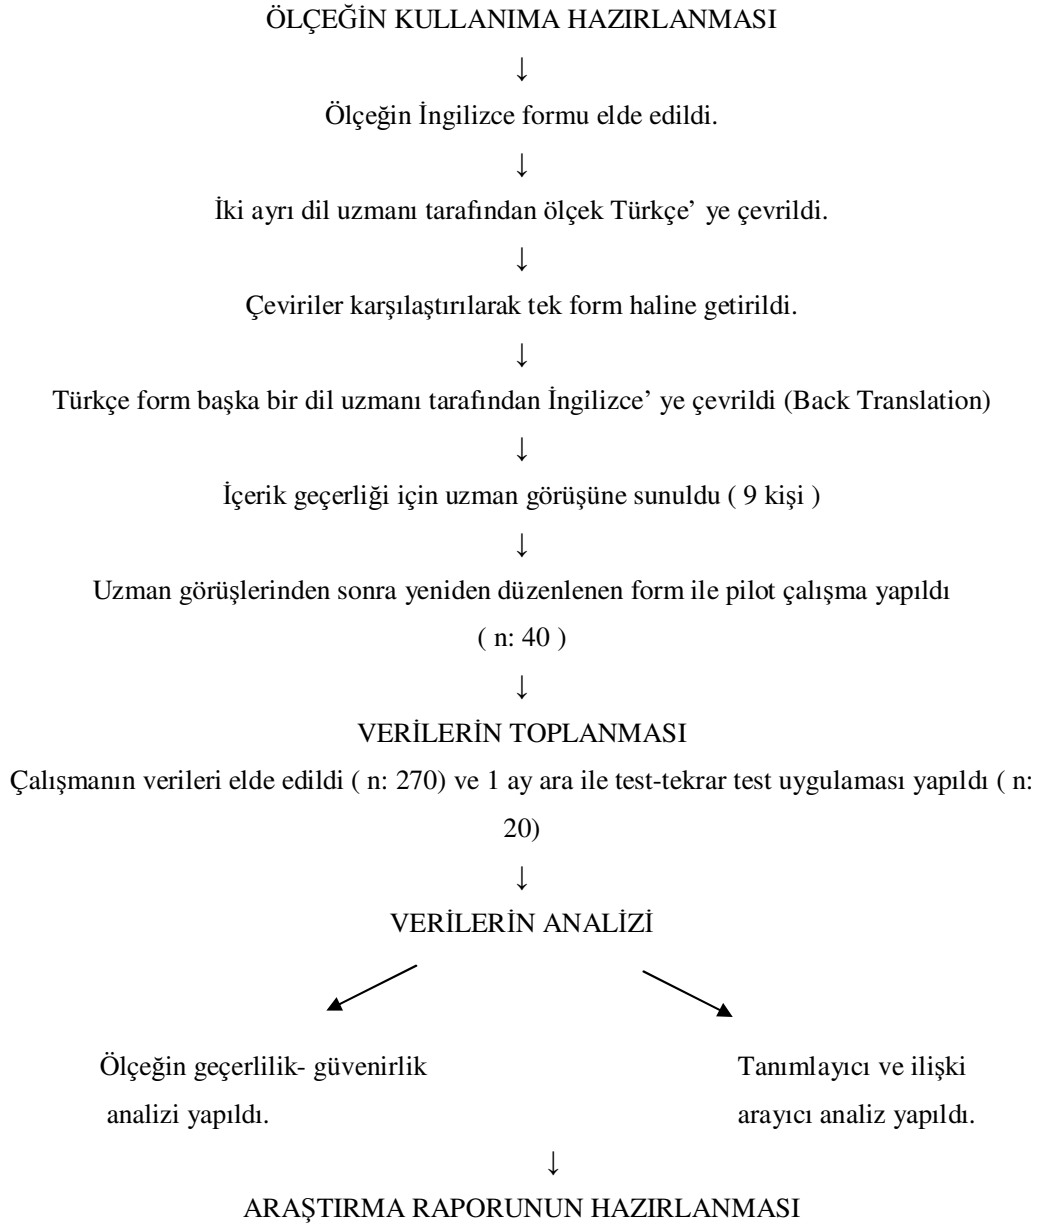 ÖLÇEĞİN KULLANIMA HAZIRLANMASI
↓
Ölçeğin İngilizce formu elde edildi.
↓
İki ayrı dil uzmanı tarafından ölçek Türkçe’ ye çevrildi.
↓
Çeviriler karşılaştırılarak tek form haline getirildi.
↓
Türkçe form başka bir dil uzmanı tarafından İngilizce’ ye çevrildi (Back Translation)
↓
İçerik geçerliği için uzman görüşüne sunuldu ( 9 kişi )
↓
Uzman görüşlerinden sonra yeniden düzenlenen form ile pilot çalışma yapıldı
( n: 40 )
↓
VERİLERİN TOPLANMASI
Çalışmanın verileri elde edildi ( n: 270) ve 1 ay ara ile test-tekrar test uygulaması yapıldı ( n:
20)
↓
VERİLERİN ANALİZİ
Ölçeğin geçerlilik- güvenirlik
analizi yapıldı.
Tanımlayıcı ve ilişki
arayıcı analiz yapıldı.
↓
ARAŞTIRMA RAPORUNUN HAZIRLANMASI